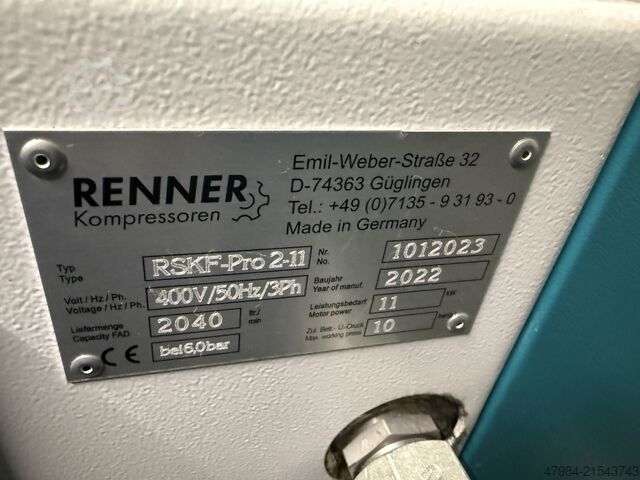 RENNER
Kompressoren
Emil-Weber-Straße 32
D-74363 Güglingen
Tel.: +49 (0)7135 - 9 31 93 - 0
Made in Germany
Typ
Type
RSKF-Pro 2-11
Nr.
No.
1012023
Volt / Hz / Ph.
Voltage / Hz / Ph.
400V/50Hz/3Ph
Baujahr
Year of manuf.
2022
Liefermenge
Capacity FAD
2040
ltr./
min
Leistungsbedarf
Motor power
11
kW
CE
bei6,0bar
Zul. Betr.- Ü.-Druck
Max. working press.
10
47984-21543743